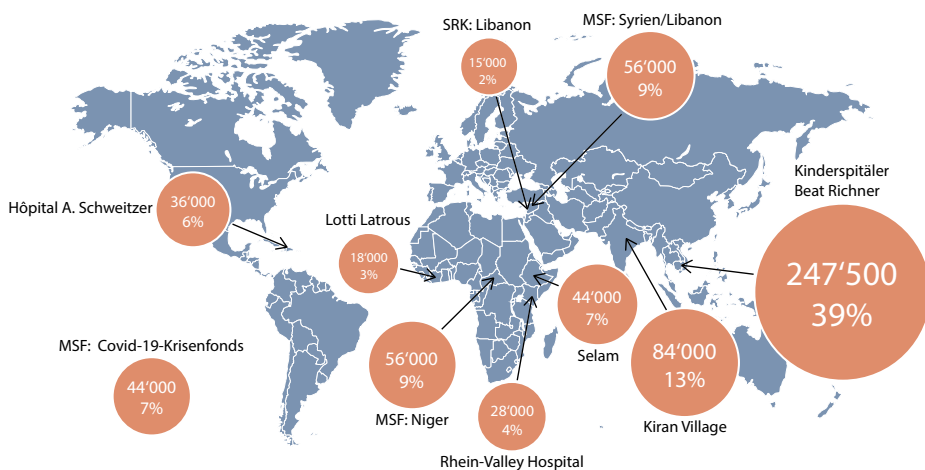 SRK: Libanon
15‘000
2%
MSF: Syrien/Libanon
56‘000
9%
Kinderspitäler
Beat Richner
247‘500
39%
Hôpital A. Schweitzer
36‘000
6%
Lotti Latrous
18‘000
3%
44‘000
7%
Selam
84‘000
13%
Kiran Village
MSF:  Covid-19-Krisenfonds
44‘000
7%
56‘000
9%
MSF: Niger
28‘000
4%
Rhein-Valley Hospital